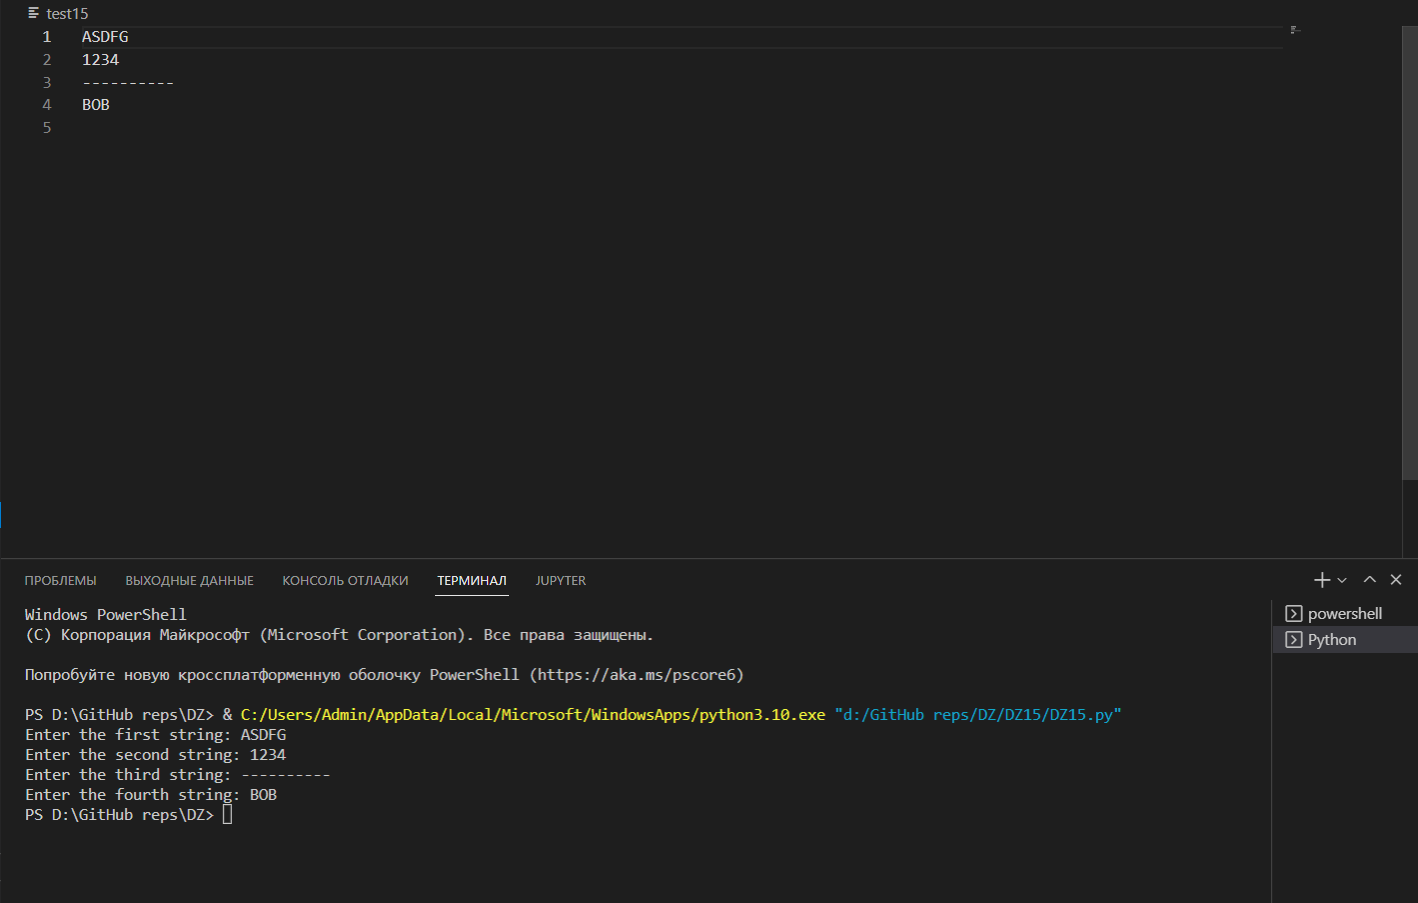 test15
1 ASDFG
2 1234
3 ----------
4 BOB
5
ПРОБЛЕМЫ ВЫХОДНЫЕ ДАННЫЕ КОНСОЛЬ ОТЛАДКИ ТЕРМИНАЛ JUPYTER
Windows PowerShell
(C) Корпорация Майкрософт (Microsoft Corporation). Все права защищены.
Попробуйте новую кроссплатформенную оболочку PowerShell (https://aka.ms/pscore6)
PS D:\GitHub reps\DZ> & C:/Users/Admin/AppData/Local/Microsoft/WindowsApps/python3.10.exe "d:/GitHub reps/DZ/DZ15/DZ15.py"
Enter the first string: ASDFG
Enter the second string: 1234
Enter the third string: ----------
Enter the fourth string: BOB
PS D:\GitHub reps\DZ>
powershell
Python